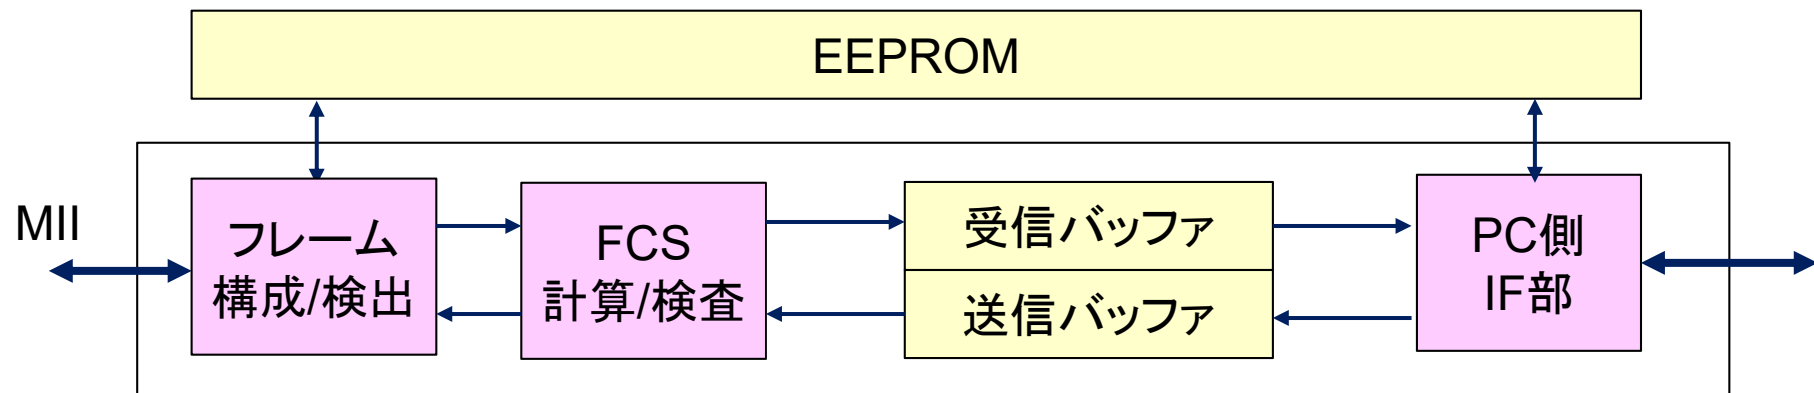 EEPROM
MII
フレーム
構成/検出
FCS
計算/検査
受信バッファ
送信バッファ
PC側
IF部